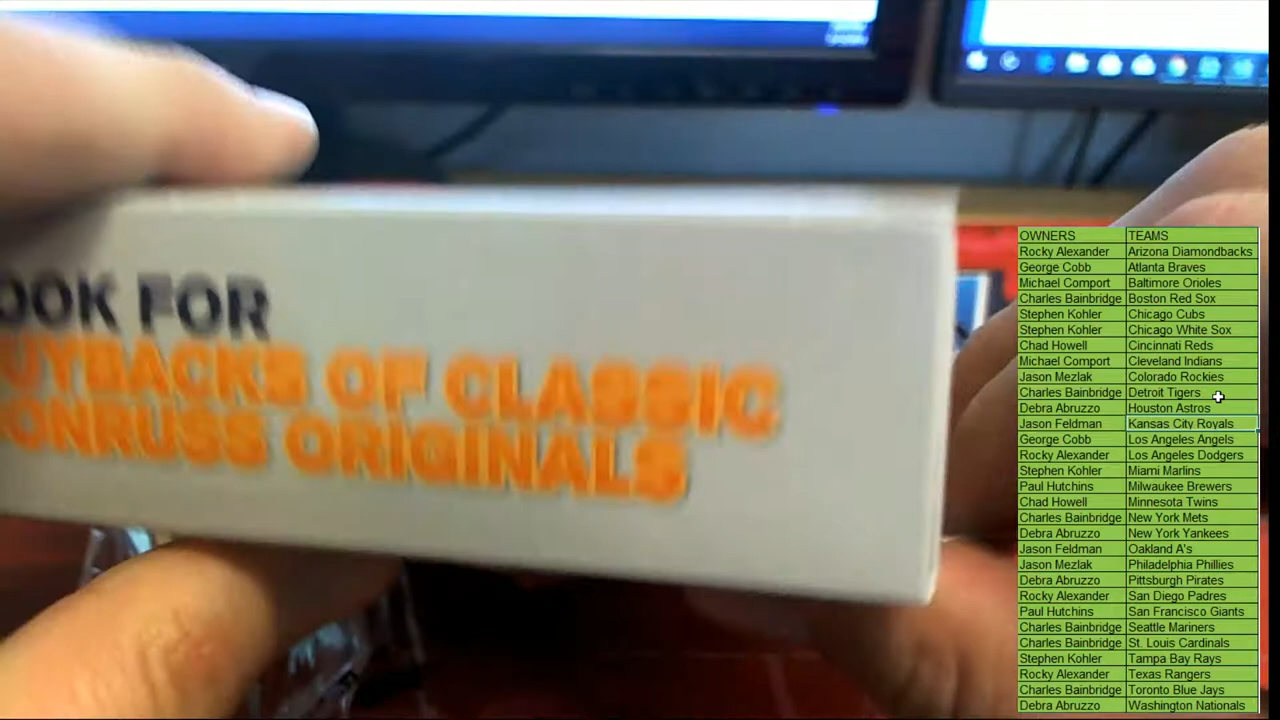 OOK FOR
UYBACKS OF CLASSIC
ONRUSS ORIGINALS
OWNERS TEAMS
Rocky Alexander Arizona Diamondbacks
George Cobb Atlanta Braves
Michael Comport Baltimore Orioles
Charles Bainbridge Boston Red Sox
Stephen Kohler Chicago Cubs
Stephen Kohler Chicago White Sox
Chad Howell Cincinnati Reds
Michael Comport Cleveland Indians
Jason Mezlak Colorado Rockies
Charles Bainbridge Detroit Tigers
Debra Abruzzo Houston Astros
Jason Feldman Kansas City Royals
George Cobb Los Angeles Angels
Rocky Alexander Los Angeles Dodgers
Stephen Kohler Miami Marlins
Paul Hutchins Milwaukee Brewers
Chad Howell Minnesota Twins
Charles Bainbridge New York Mets
Debra Abruzzo New York Yankees
Jason Feldman Oakland A's
Jason Mezlak Philadelphia Phillies
Debra Abruzzo Pittsburgh Pirates
Rocky Alexander San Diego Padres
Paul Hutchins San Francisco Giants
Charles Bainbridge Seattle Mariners
Charles Bainbridge St. Louis Cardinals
Stephen Kohler Tampa Bay Rays
Rocky Alexander Texas Rangers
Charles Bainbridge Toronto Blue Jays
Debra Abruzzo Washington Nationals